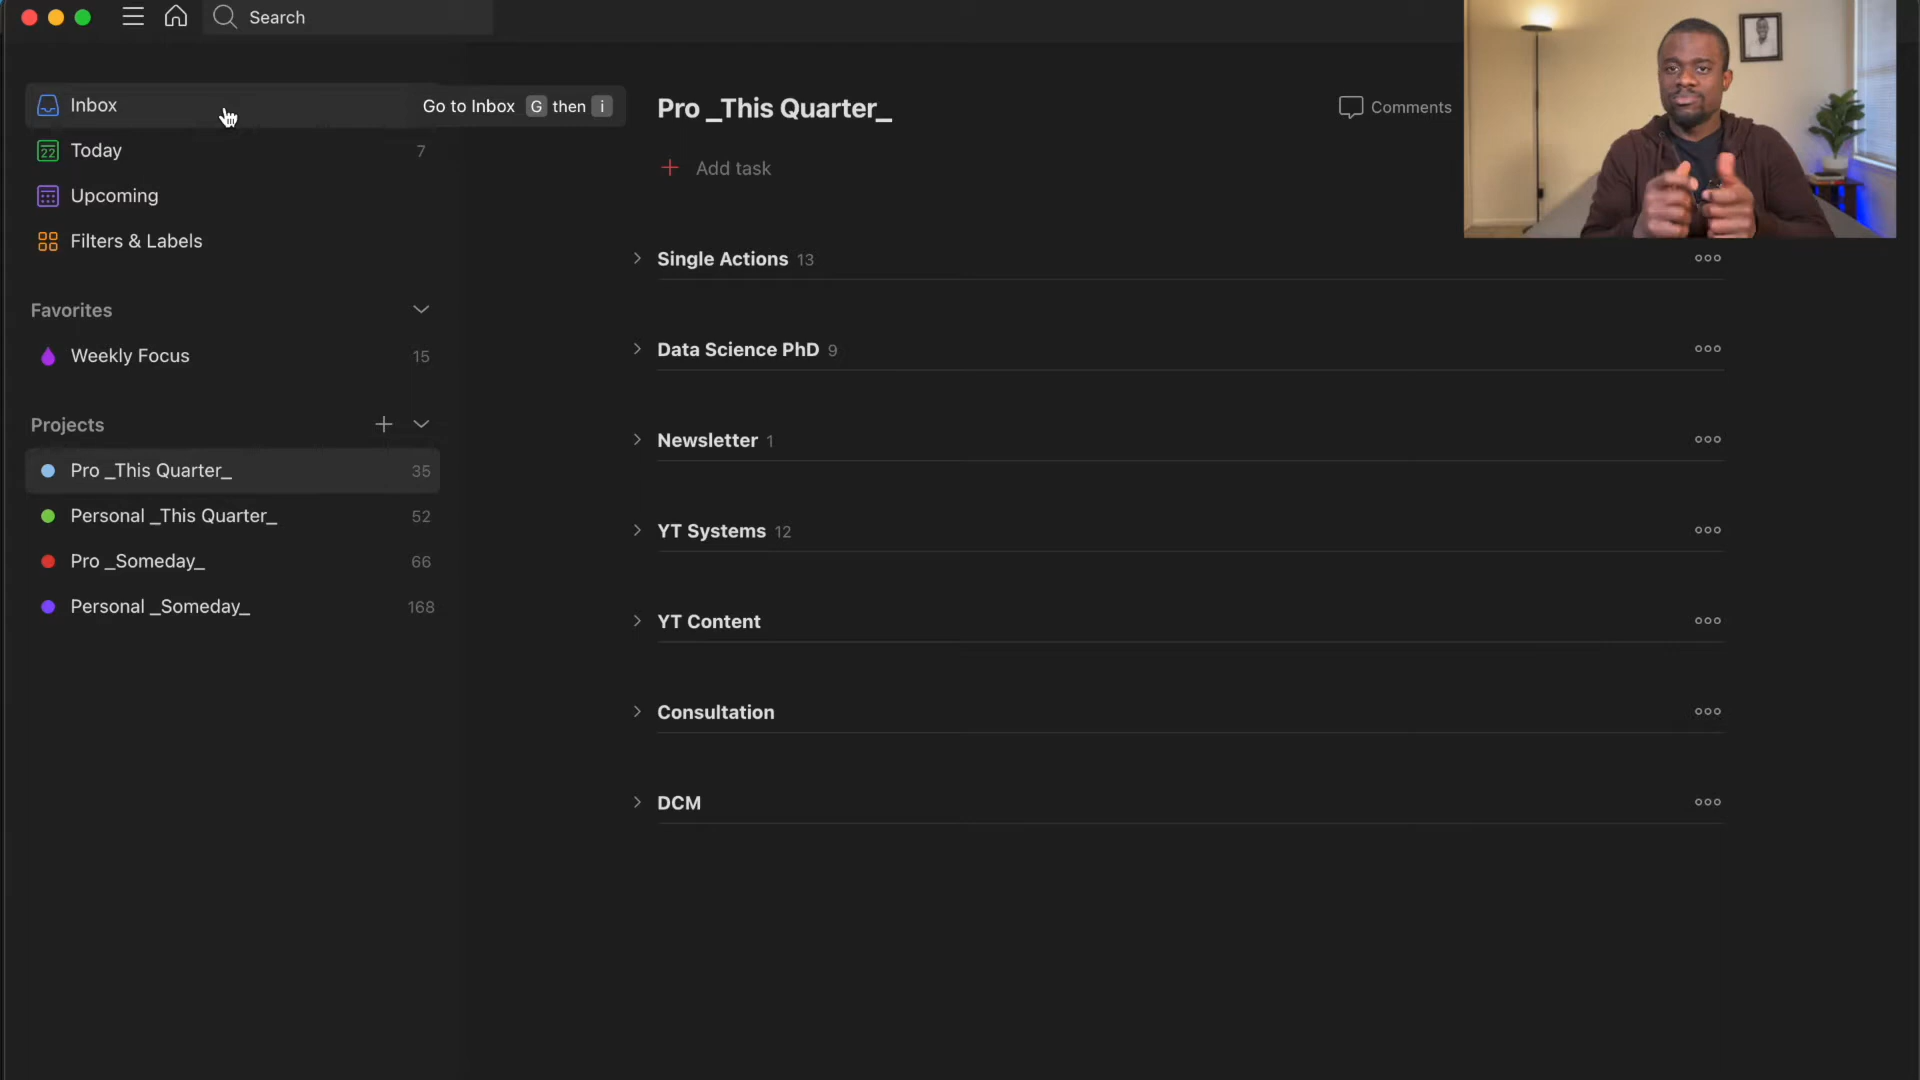 Search
Inbox
Go to Inbox G then i
22 Today 7
Upcoming
Filters & Labels
Favorites
Weekly Focus 15
Projects
Pro _This Quarter_ 35
Personal _This Quarter_ 52
Pro _Someday_ 66
Personal _Someday_ 168
Pro _This Quarter_
Comments
Add task
Single Actions 13
Data Science PhD 9
Newsletter 1
YT Systems 12
YT Content
Consultation
DCM